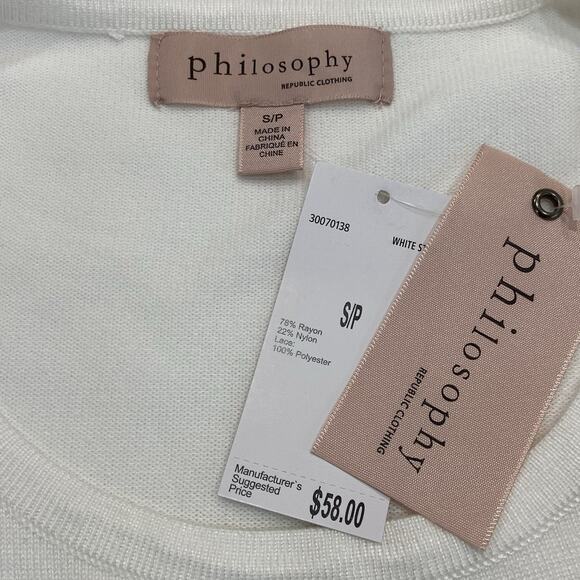 philosophy
REPUBLIC CLOTHING
S/P
MADE IN
CHINA
FABRIQUÉ EN
CHINE
30070138
WHITE
S/P
78% Rayon
22% Nylon
Lace:
100% Polyester
Manufacturer's
Suggested
Price
$58.00
philosophy
REPUBLIC CLOTHING